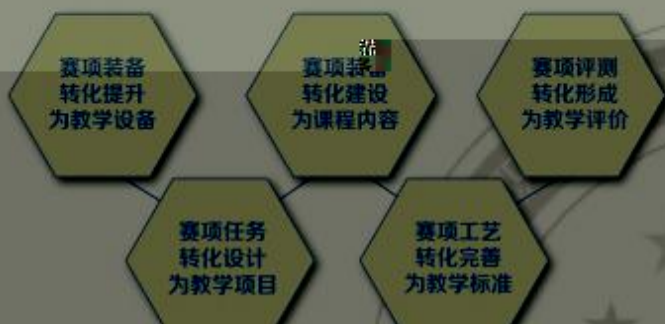 赛项装备
转化提升
为教学设备
赛项装备
转化建设
为课程内容
赛项评测
转化形成
为教学评价
赛项任务
转化设计
为教学项目
赛项工艺
转化完善
为教学标准